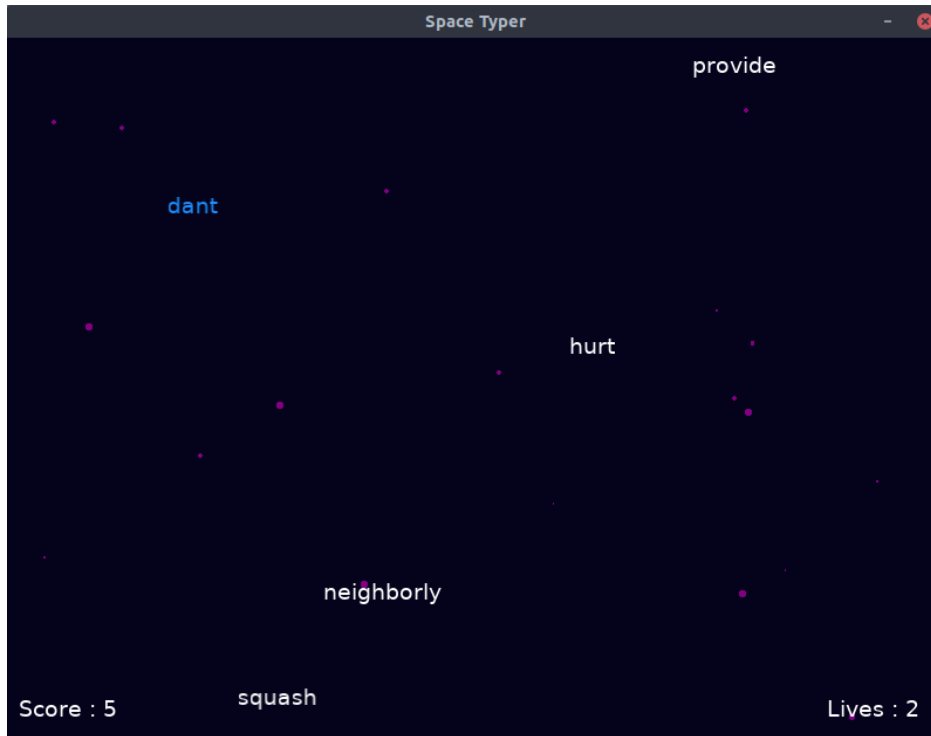 Space Typer
provide
dant
hurt
neighborly
squash
Score : 5
Lives : 2